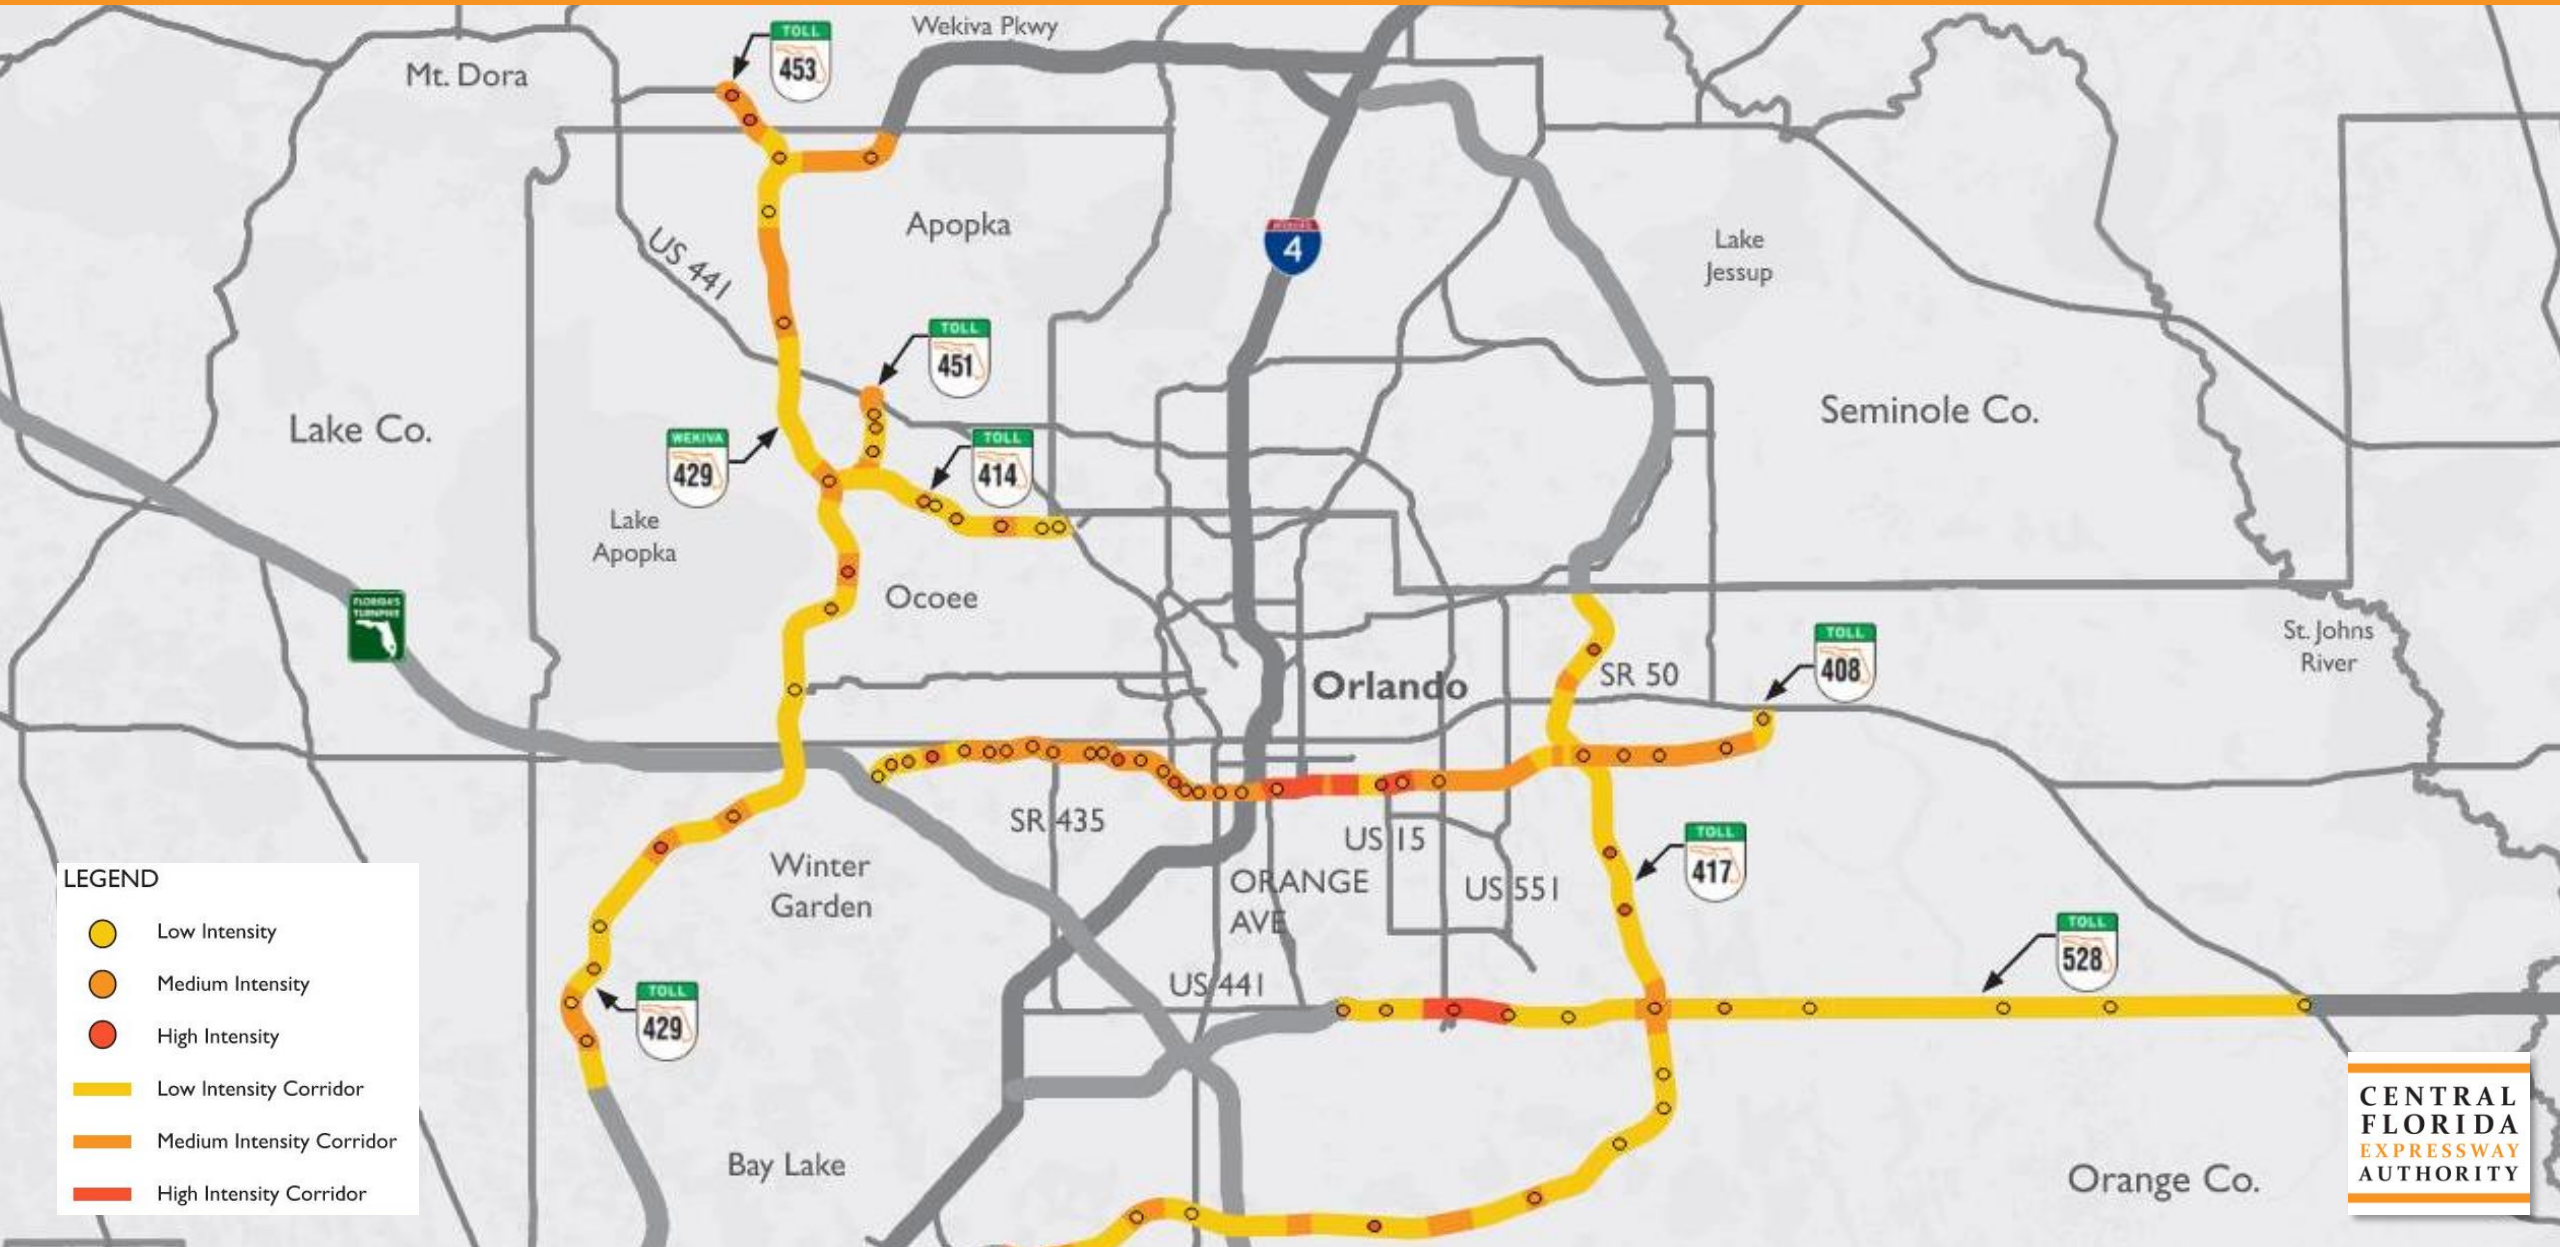 Wekiva Pkwy
TOLL
453
Mt. Dora
Apopka
US 441
4
Lake
Jessup
TOLL
451
Seminole Co.
Lake Co.
WEKIVA
429
TOLL
414
Lake
Apopka
Ocoee
FLORIDA'S
TURNPIKE
Orlando
SR 50
TOLL
408
St. Johns
River
SR 435
US 15
TOLL
417
Winter
Garden
ORANGE
AVE
US 551
TOLL
528
US 441
TOLL
429
LEGEND
Low Intensity
Medium Intensity
High Intensity
Low Intensity Corridor
Medium Intensity Corridor
High Intensity Corridor
Bay Lake
Orange Co.
CENTRAL
FLORIDA
EXPRESSWAY
AUTHORITY